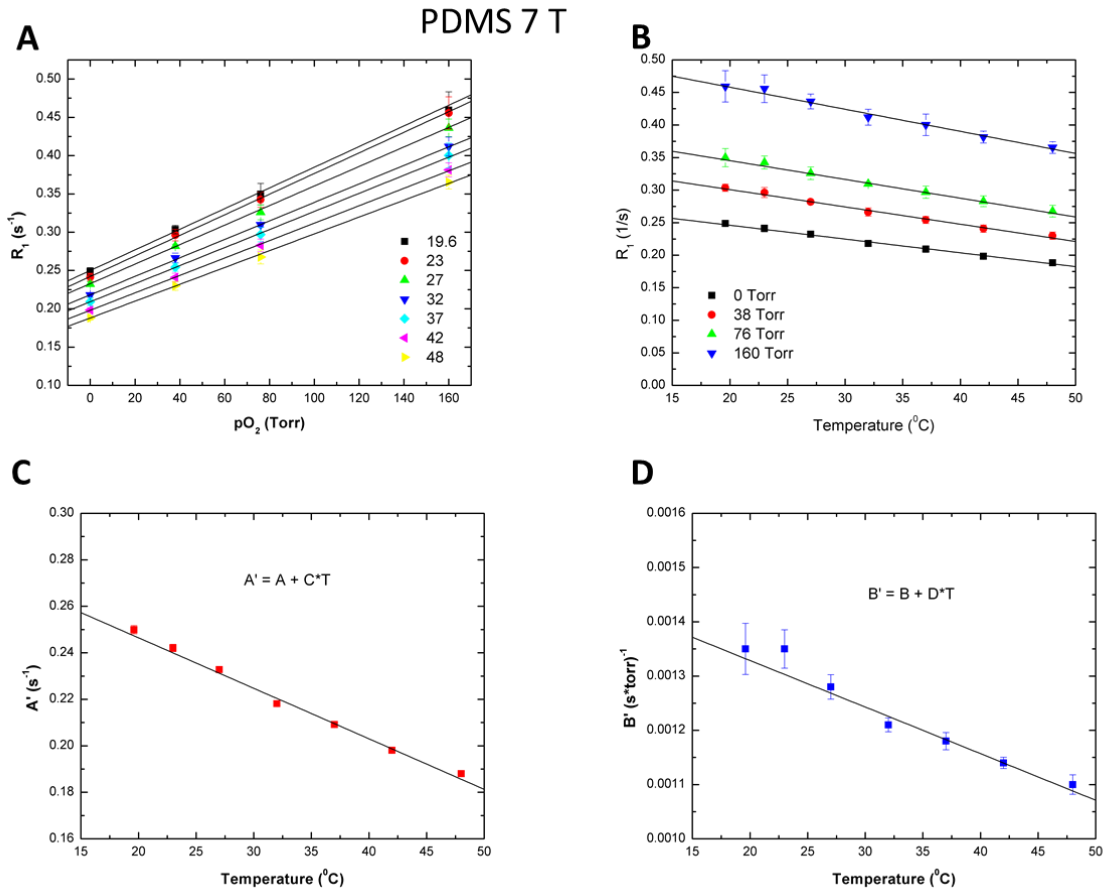 PDMS 7 T
A
0.50
0.45
0.40
0.35
0.30
0.25
0.20
0.15
0.10
R1 (s-1)
19.6
23
27
32
37
42
48
0 20 40 60 80 100 120 140 160
pO2 (Torr)
B
0.50
0.45
0.40
0.35
0.30
0.25
0.20
0.15
0.10
0.05
0.00
R1 (1/s)
0 Torr
38 Torr
76 Torr
160 Torr
15 20 25 30 35 40 45 50
Temperature (0C)
C
0.30
0.28
0.26
0.24
0.22
0.20
0.18
0.16
A' (s-1)
A' = A + C*T
15 20 25 30 35 40 45 50
Temperature (0C)
D
0.0016
0.0015
0.0014
0.0013
0.0012
0.0011
0.0010
B' (s*torr)-1
B' = B + D*T
15 20 25 30 35 40 45 50
Temperature (0C)